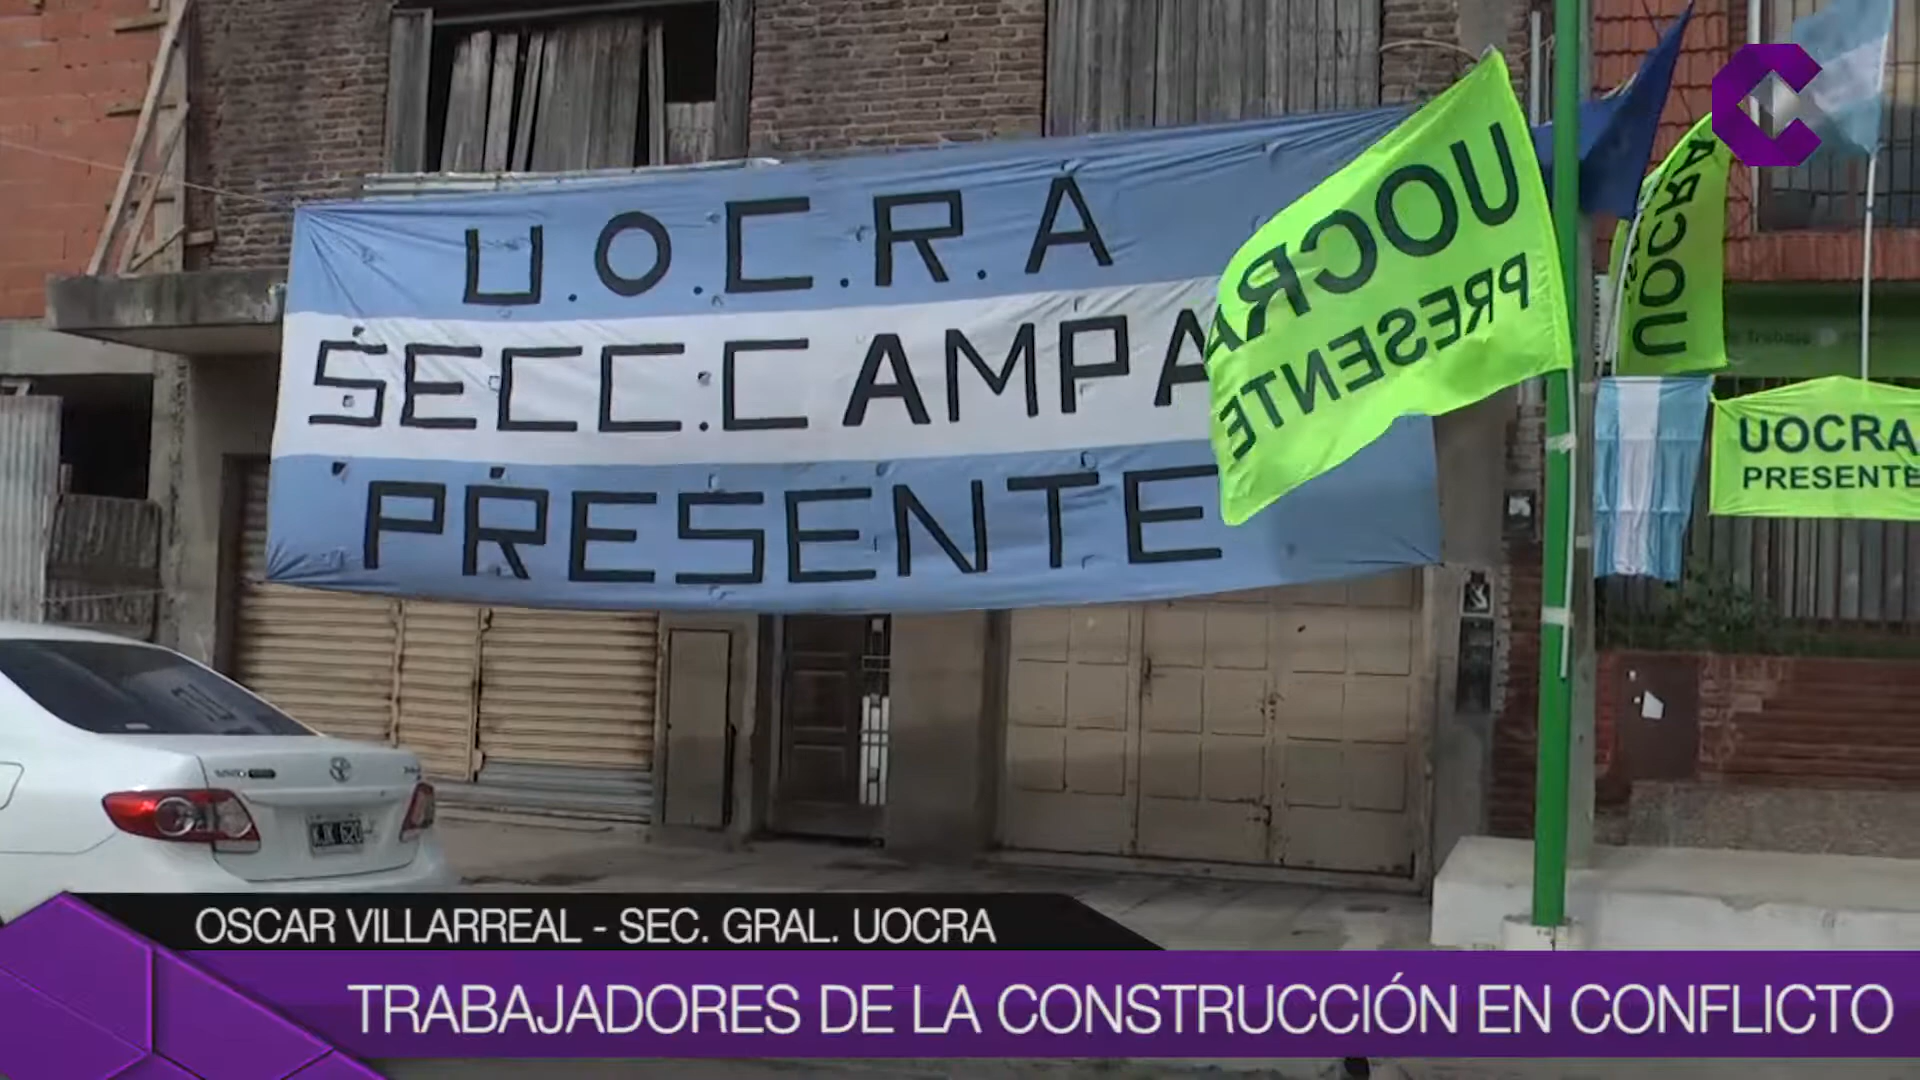 U.O.C.R.A
SECC.CAMPA
PRESENTE
UOCRA
PRESENTE
UOCRA
UOCRA
PRESENTE
OSCAR VILLARREAL - SEC. GRAL. UOCRA
TRABAJADORES DE LA CONSTRUCCIÓN EN CONFLICTO